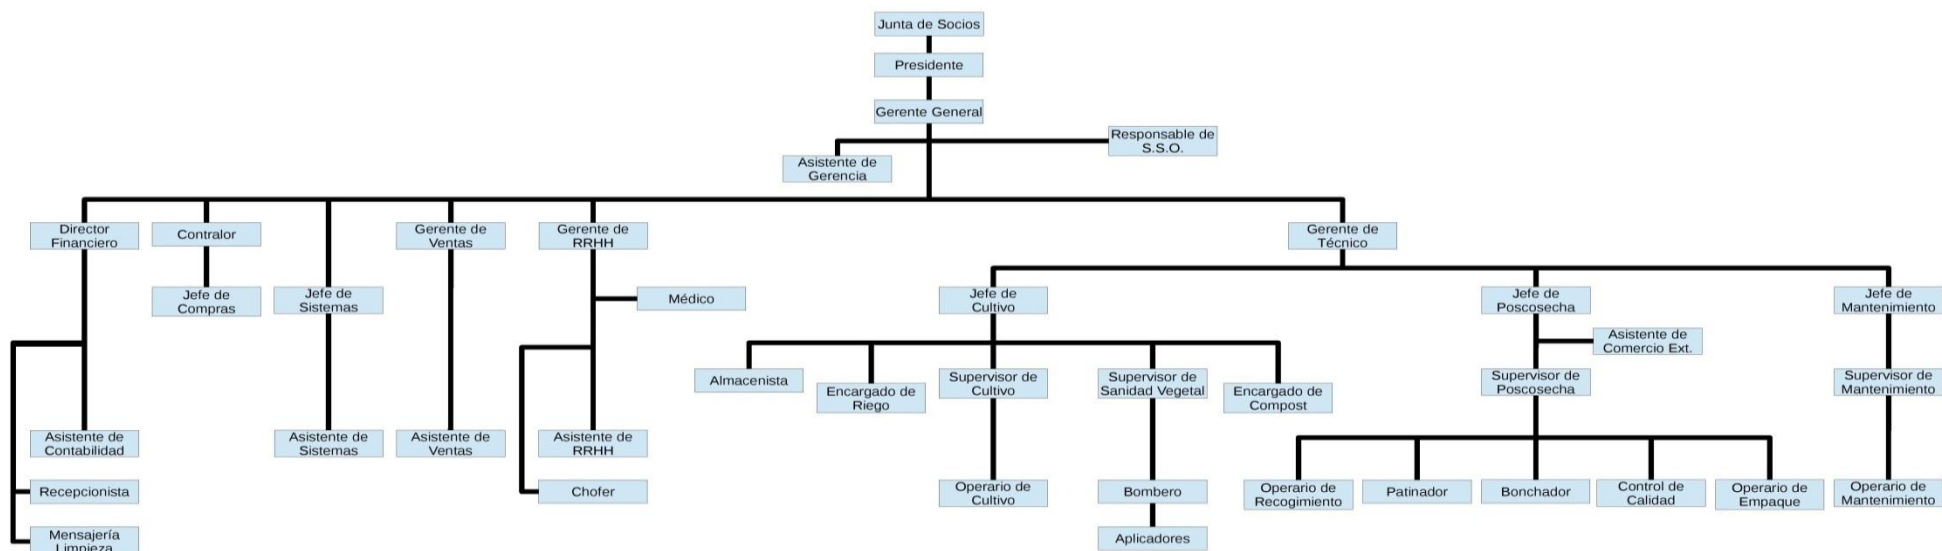 Junta de Socios
Presidente
Gerente General
Responsable de
S.S.O.
Asistente de
Gerencia
Director
Financiero
Contralor
Gerente de
Ventas
Gerente de
RRHH
Gerente de
Técnico
Jefe de
Compras
Jefe de
Sistemas
Médico
Jefe de
Cultivo
Jefe de
Poscosecha
Jefe de
Mantenimiento
Asistente de
Comercio Ext.
Almacenista
Encargado de
Riego
Supervisor de
Cultivo
Supervisor de
Sanidad Vegetal
Encargado de
Compost
Supervisor de
Poscosecha
Supervisor de
Mantenimiento
Asistente de
Contabilidad
Asistente de
Sistemas
Asistente de
Ventas
Asistente de
RRHH
Recepcionista
Chofer
Operario de
Cultivo
Bombero
Operario de
Recogimiento
Patinador
Bonchador
Control de
Calidad
Operario de
Empaque
Operario de
Mantenimiento
Mensajería
Limpieza
Aplicadores